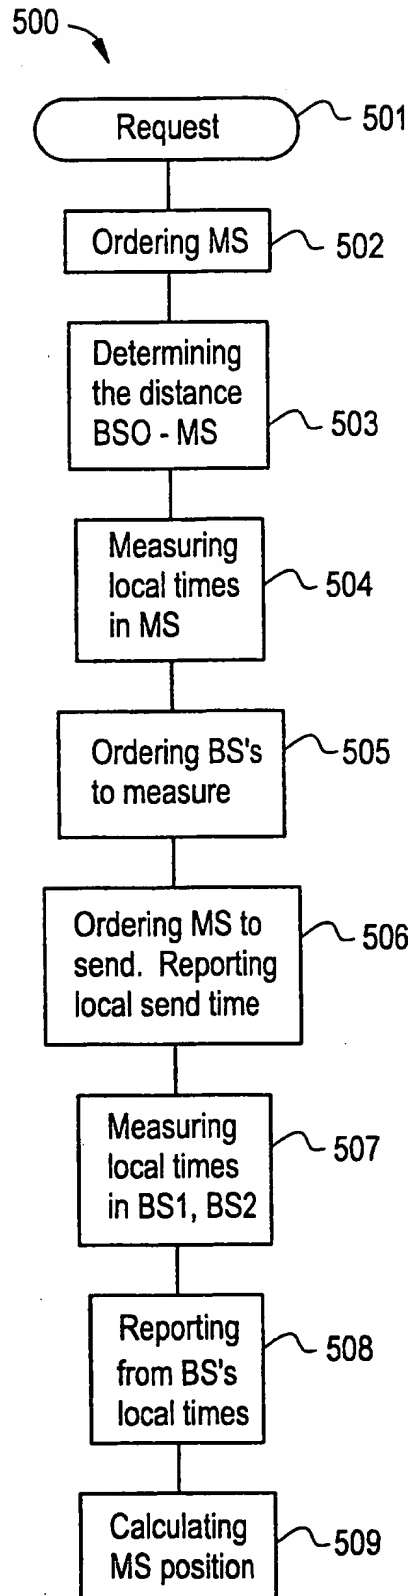 500
Request
501
Ordering MS
502
Determining
the distance
BSO - MS
503
Measuring
local times
in MS
504
Ordering BS's
to measure
505
Ordering MS to
send. Reporting
local send time
506
Measuring
local times
in BS1, BS2
507
Reporting
from BS's
local times
508
Calculating
MS position
509